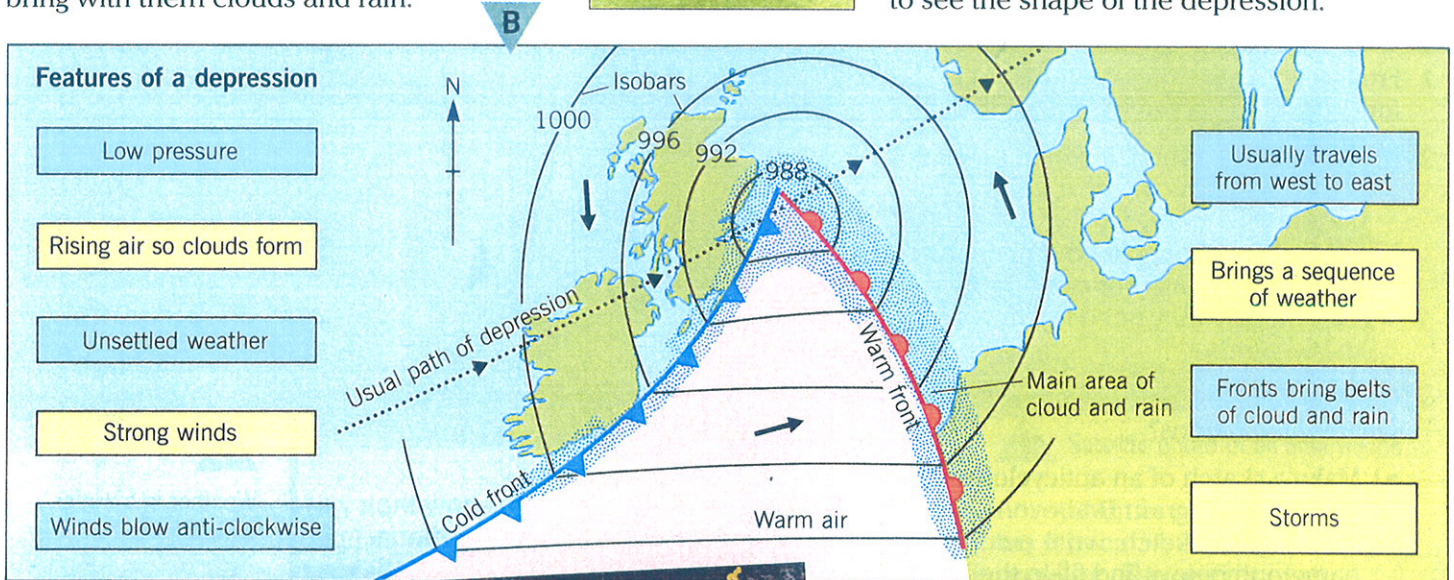 bring with them clouds and rain.
to see the shape of the depression.
B
Features of a depression
Low pressure
Rising air so clouds form
Unsettled weather
Strong winds
Winds blow anti-clockwise
N
Isobars
1000
996
992
988
Usual path of depression
Cold front
Warm front
Warm air
Main area of
cloud and rain
Usually travels
from west to east
Brings a sequence
of weather
Fronts bring belts
of cloud and rain
Storms